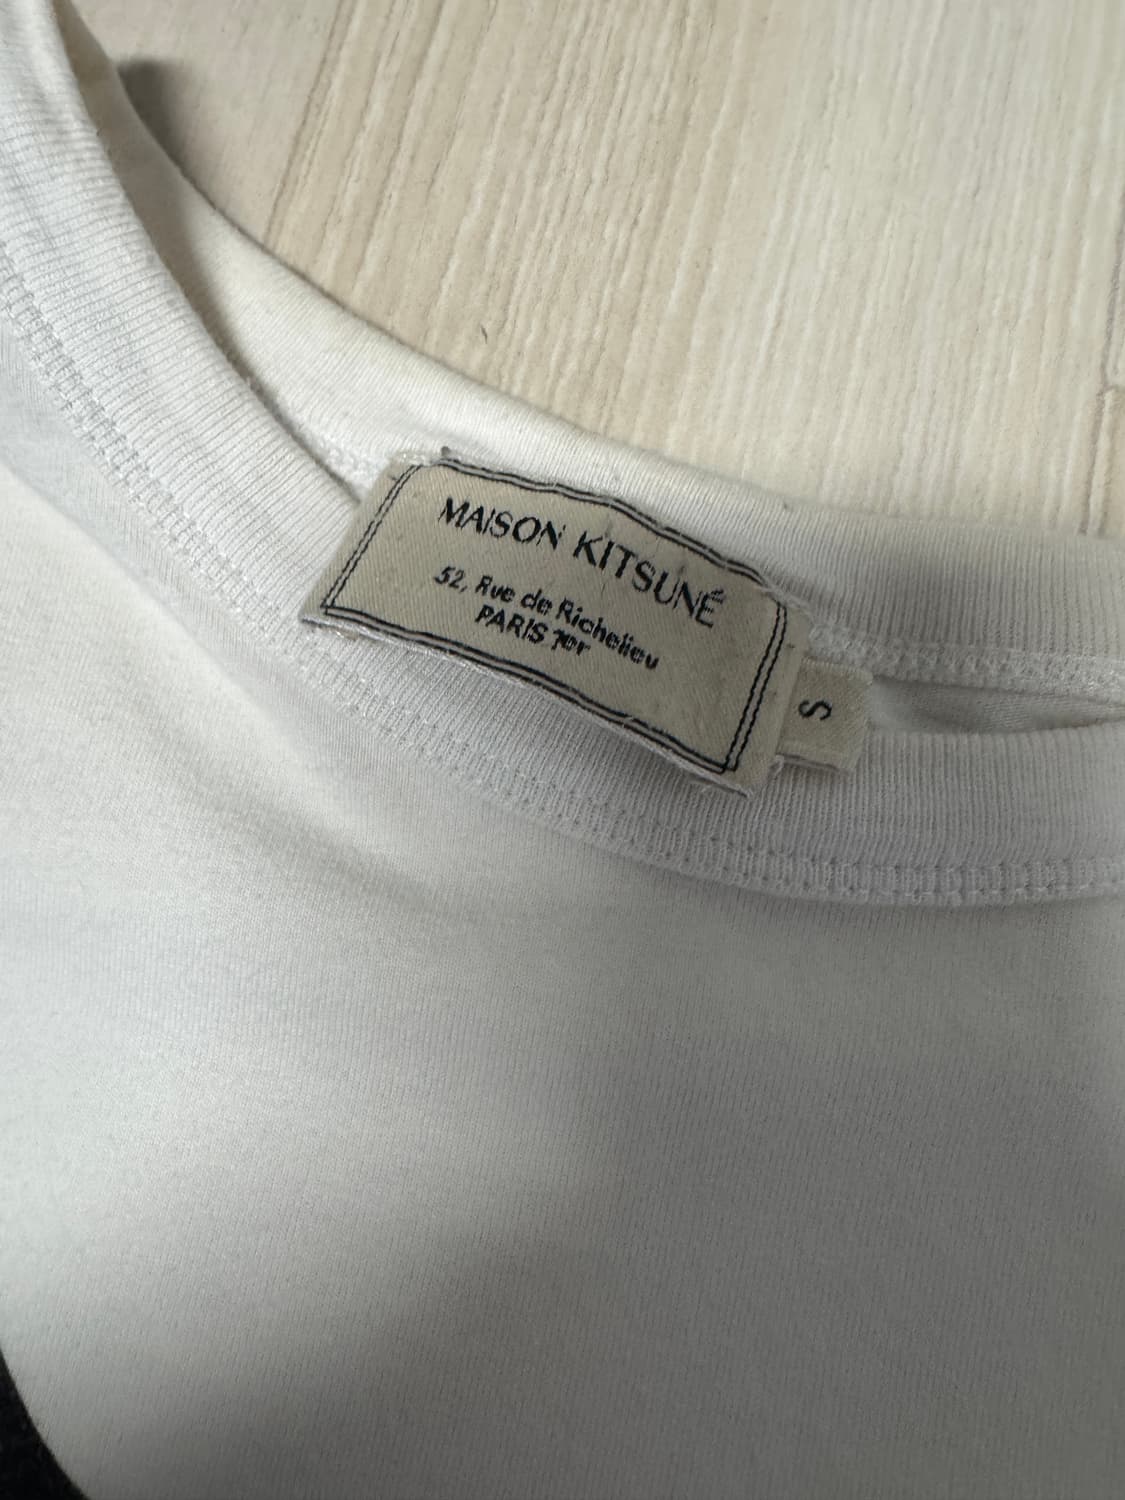 MAISON KITSUNÉ
52, Rue de Richelieu
PARIS 1er
S